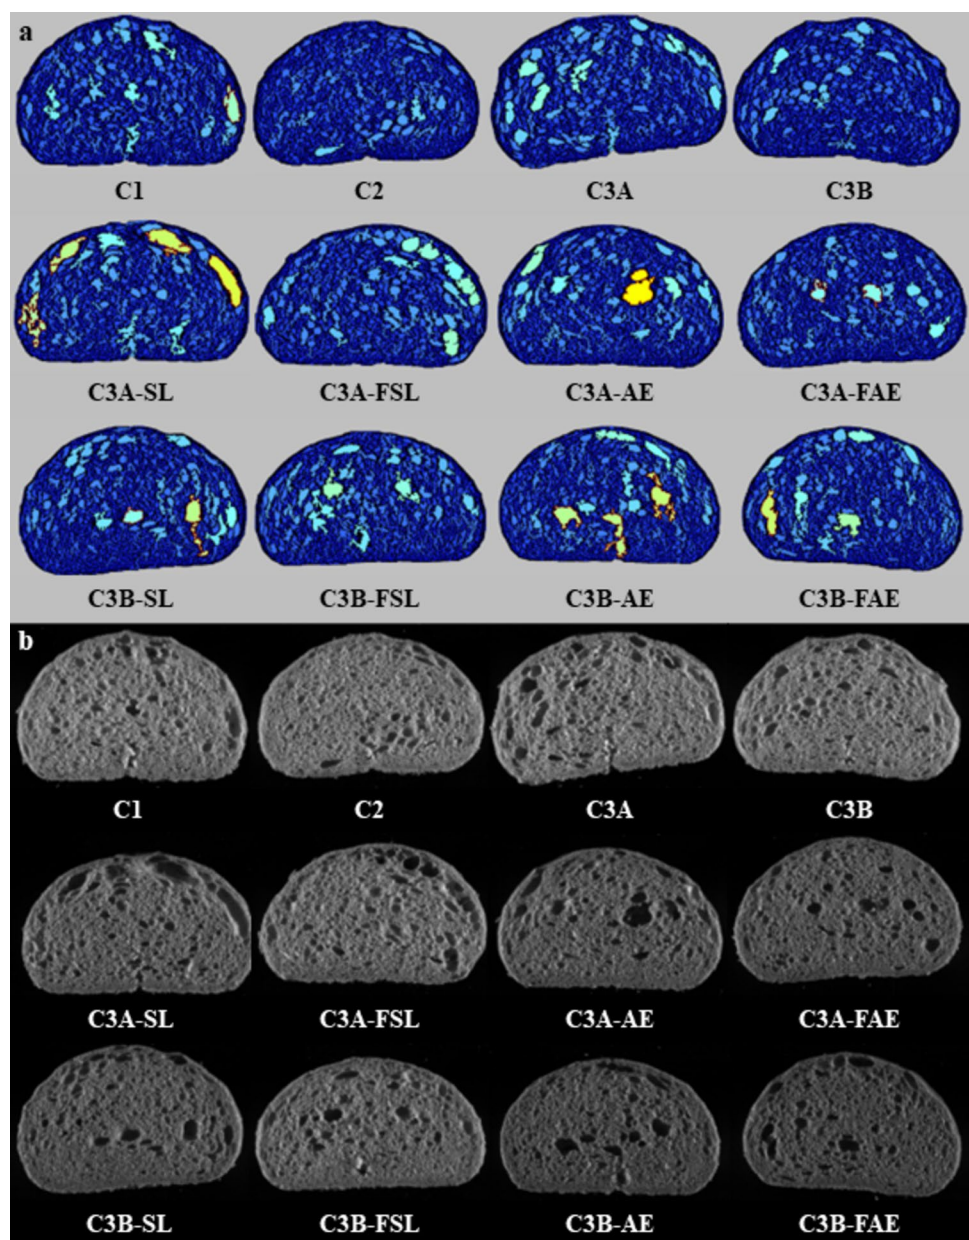 a
C1 C2 C3A C3B
C3A-SL C3A-FSL C3A-AE C3A-FAE
C3B-SL C3B-FSL C3B-AE C3B-FAE
b
C1 C2 C3A C3B
C3A-SL C3A-FSL C3A-AE C3A-FAE
C3B-SL C3B-FSL C3B-AE C3B-FAE